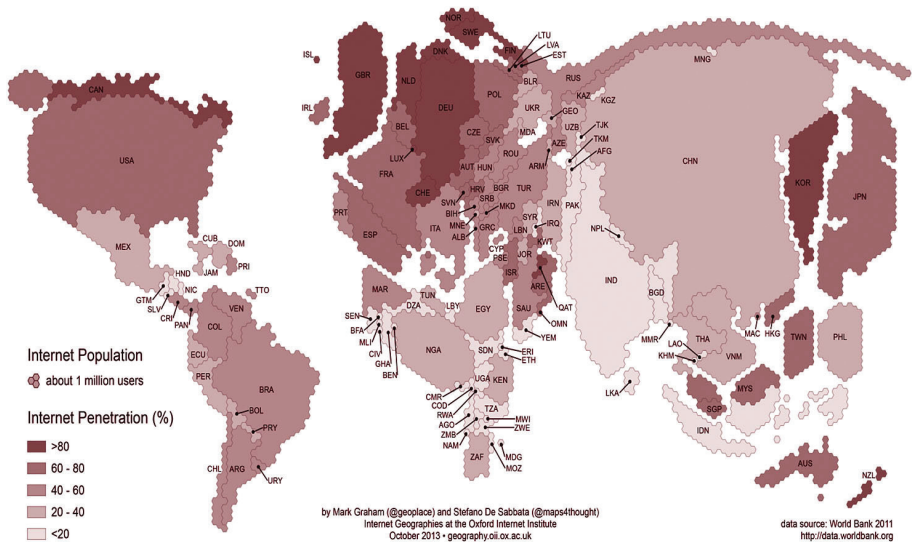 NOR
SWE
ISL
DNK
FIN
LTU
LVA
EST
GBR
NLD
DEU
POL
BLR
RUS
MNG
CAN
IRL
BEL
CZE
UKR
KAZ
KGZ
GEO
USA
LUX
SVK
MDA
AZE
UZB
TJK
TKM
AFG
FRA
AUT
HUN
ROU
ARM
CHN
CHE
HRV
SVN
SRB
BGR
TUR
IRN
PAK
KOR
JPN
PRT
ESP
ITA
BIH
MNE
ALB
MKD
GRC
SYR
LBN
IRQ
NPL
MEX
CUB
DOM
JAM
PRI
CYP
PSE
JOR
KWT
ISR
IND
BGD
HND
NIC
GTM
SLV
CRI
PAN
TTO
VEN
MAR
TUN
DZA
LBY
EGY
SAU
ARE
QAT
OMN
YEM
SEN
BFA
MLI
CIV
GHA
BEN
NGA
SDN
ERI
ETH
MMR
LAO
KHM
THA
VNM
MAC
HKG
TWN
PHL
COL
ECU
PER
BRA
BOL
PRY
CHL
ARG
URY
CMR
COD
RWA
UGA
KEN
AGO
ZMB
NAM
TZA
MWI
ZWE
ZAF
MDG
MOZ
LKA
SGP
MYS
IDN
AUS
NZL
Internet Population
about 1 million users
Internet Penetration (%)
>80
60 - 80
40 - 60
20 - 40
<20
by Mark Graham (@geoplace) and Stefano De Sabbata (@maps4thought)
Internet Geographies at the Oxford Internet Institute
October 2013 • geography.oii.ox.ac.uk
data source: World Bank 2011
http://data.worldbank.org